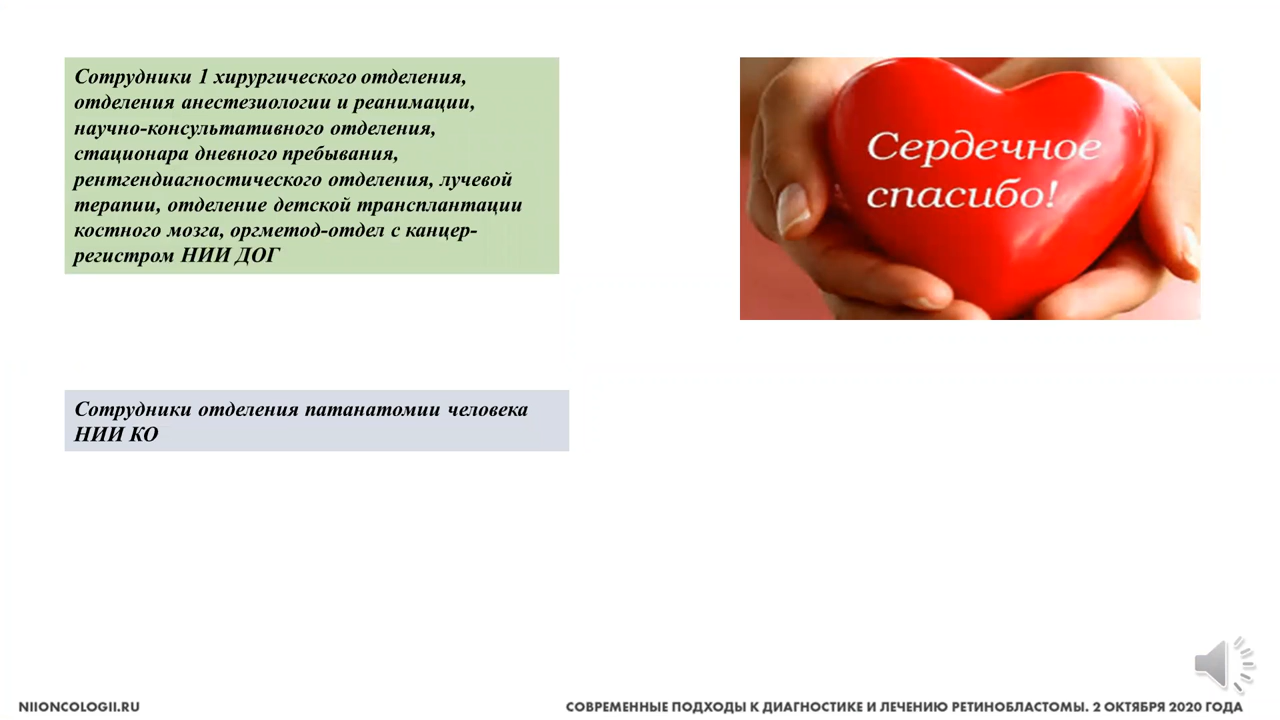 Сотрудники 1 хирургического отделения,
отделения анестезиологии и реанимации,
научно-консультативного отделения,
стационара дневного пребывания,
рентгендиагностического отделения, лучевой
терапии, отделение детской трансплантации
костного мозга, оргметод-отдел с канцер-
регистром НИИ ДОГ
Сердечное
спасибо!
Сотрудники отделения патанатомии человека
НИИ КО
NIIONCOLOGII.RU
СОВРЕМЕННЫЕ ПОДХОДЫ К ДИАГНОСТИКЕ И ЛЕЧЕНИЮ РЕТИНОБЛАСТОМЫ. 2 ОКТЯБРЯ 2020 ГОДА